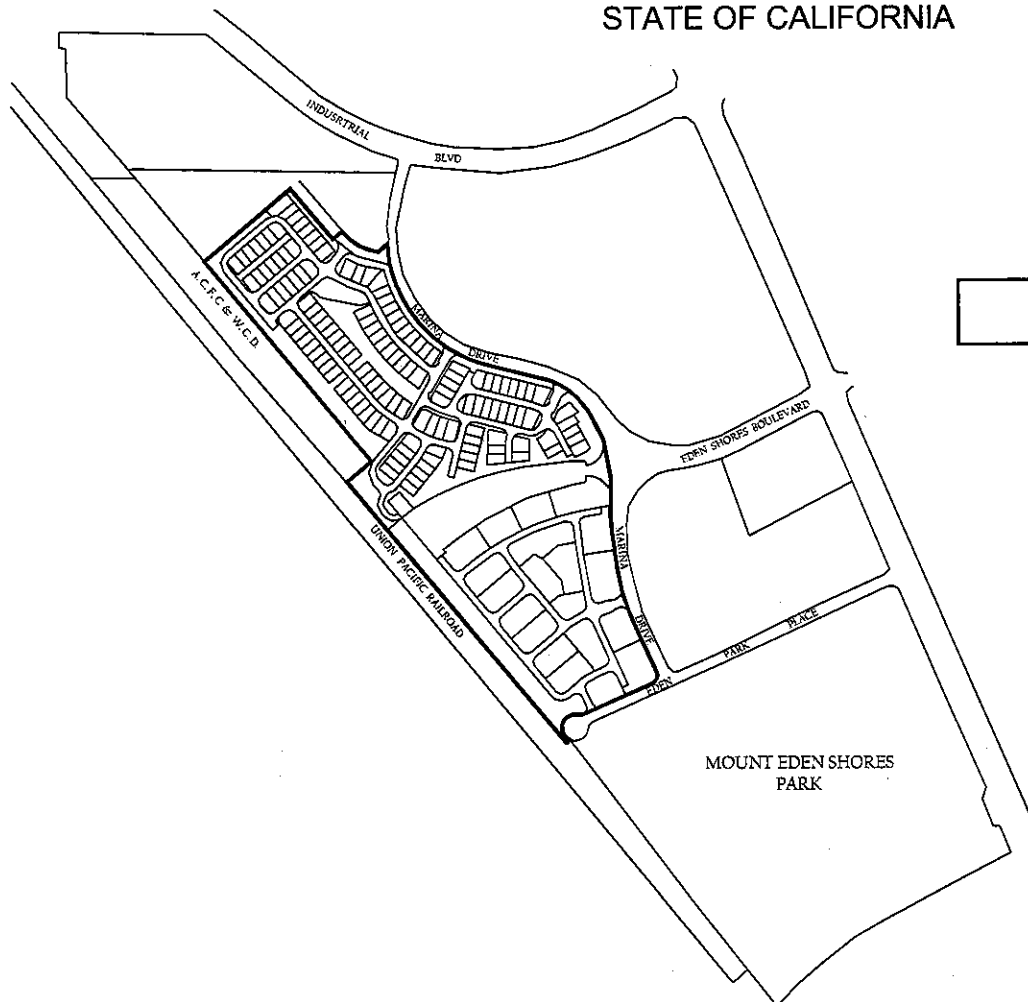 STATE OF CALIFORNIA
INDUSRTRIAL
BLVD
A.C.F.C & W.C.D.
MARINA
DRIVE
EDEN SHORES BOULEVARD
MARINA
DRIVE
UNION PACIFIC RAILROAD
EDEN
PARK
PLACE
MOUNT EDEN SHORES
PARK